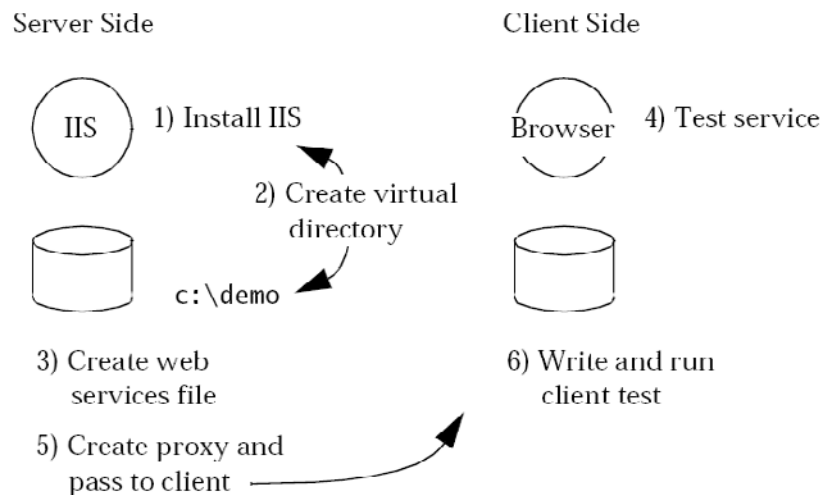 Server Side
Client Side
IIS
1) Install IIS
Browser
4) Test service
2) Create virtual
directory
c:\demo
3) Create web
services file
6) Write and run
client test
5) Create proxy and
pass to client